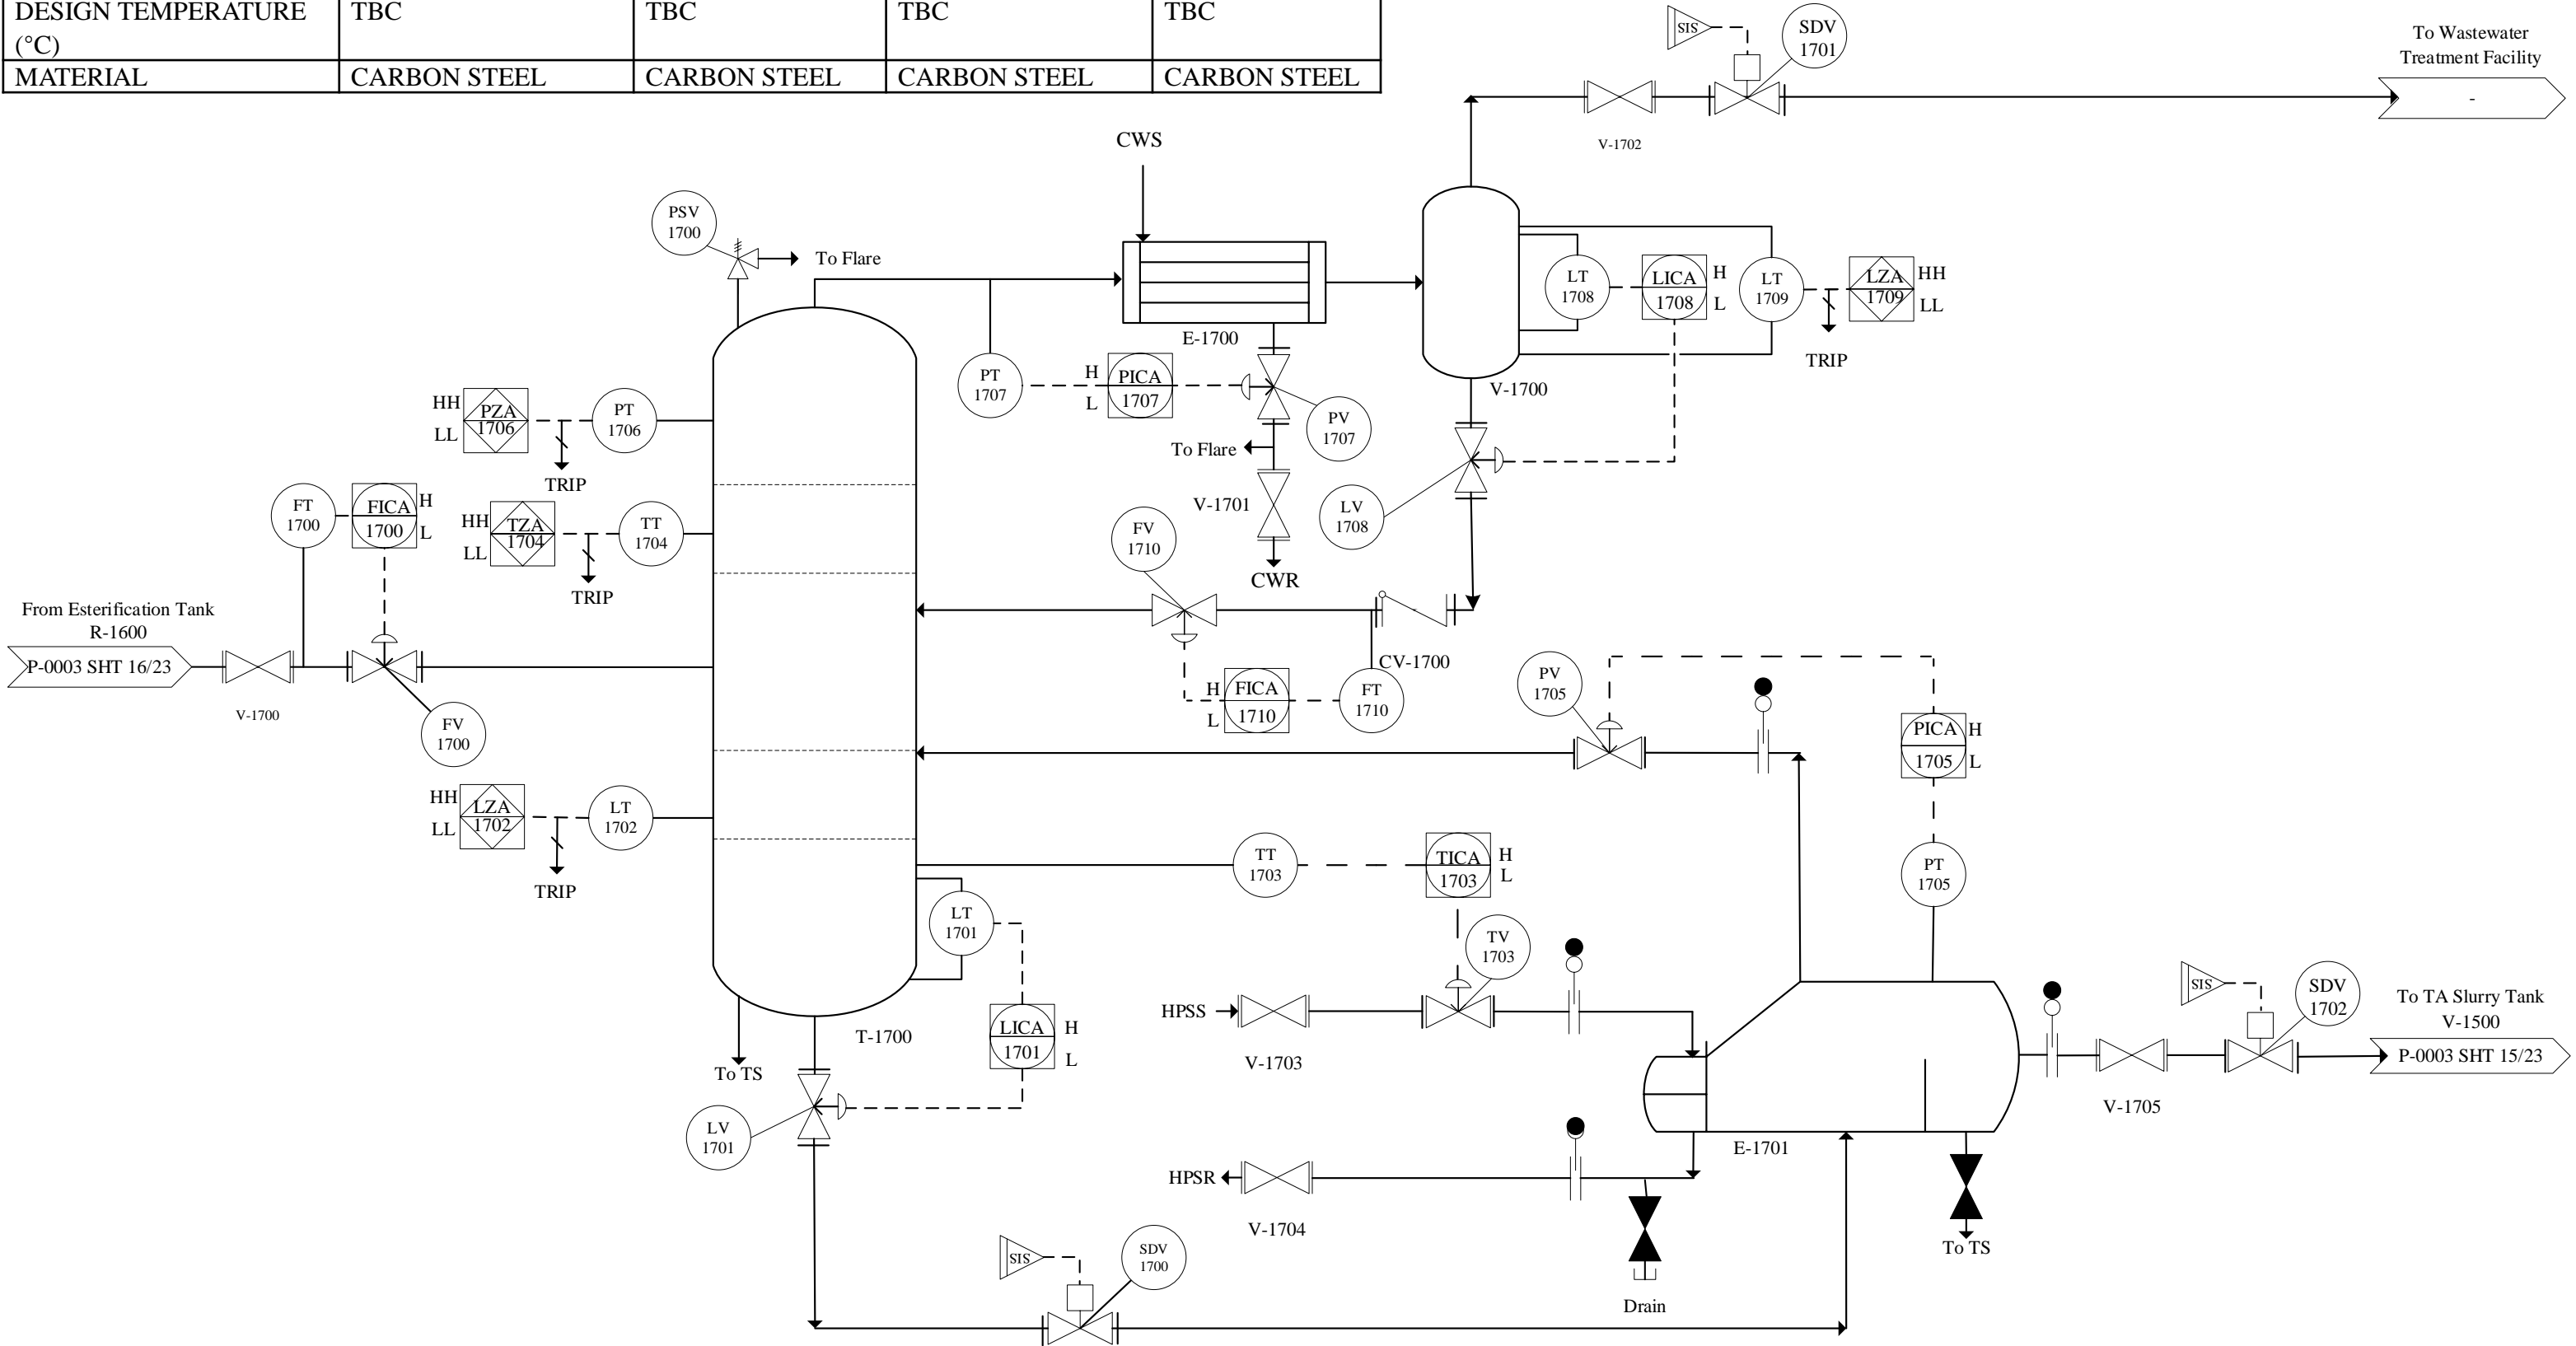 DESIGN TEMPERATURE
(°C)
TBC
TBC
TBC
TBC
MATERIAL
CARBON STEEL
CARBON STEEL
CARBON STEEL
CARBON STEEL
SIS
SDV
1701
To Wastewater
Treatment Facility
-
V-1702
CWS
PSV
1700
To Flare
E-1700
LT
1708
LICA
1708
H
L
LT
1709
LZA
1709
HH
LL
TRIP
V-1700
PT
1707
H
L
PICA
1707
PV
1707
To Flare
V-1701
CWR
LV
1708
HH
LL
PZA
1706
PT
1706
TRIP
FT
1700
FICA
1700
H
L
HH
LL
TZA
1704
TT
1704
TRIP
FV
1710
From Esterification Tank
R-1600
P-0003 SHT 16/23
V-1700
FV
1700
CV-1700
H
L
FICA
1710
FT
1710
PV
1705
PICA
1705
H
L
HH
LL
LZA
1702
LT
1702
TRIP
TT
1703
TICA
1703
H
L
PT
1705
LT
1701
TV
1703
LICA
1701
H
L
T-1700
To TS
HPSS
V-1703
LV
1701
SIS
SDV
1702
To TA Slurry Tank
V-1500
P-0003 SHT 15/23
V-1705
E-1701
HPSR
V-1704
To TS
Drain
SIS
SDV
1700